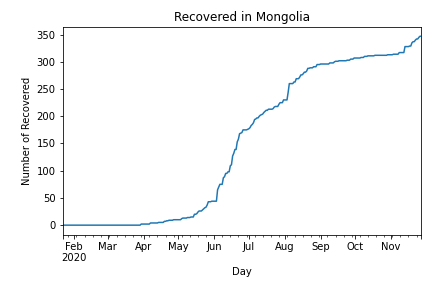 Recovered in Mongolia
Number of Recovered
350
300
250
200
150
100
50
0
Feb Mar Apr May Jun Jul Aug Sep Oct Nov
2020
Day